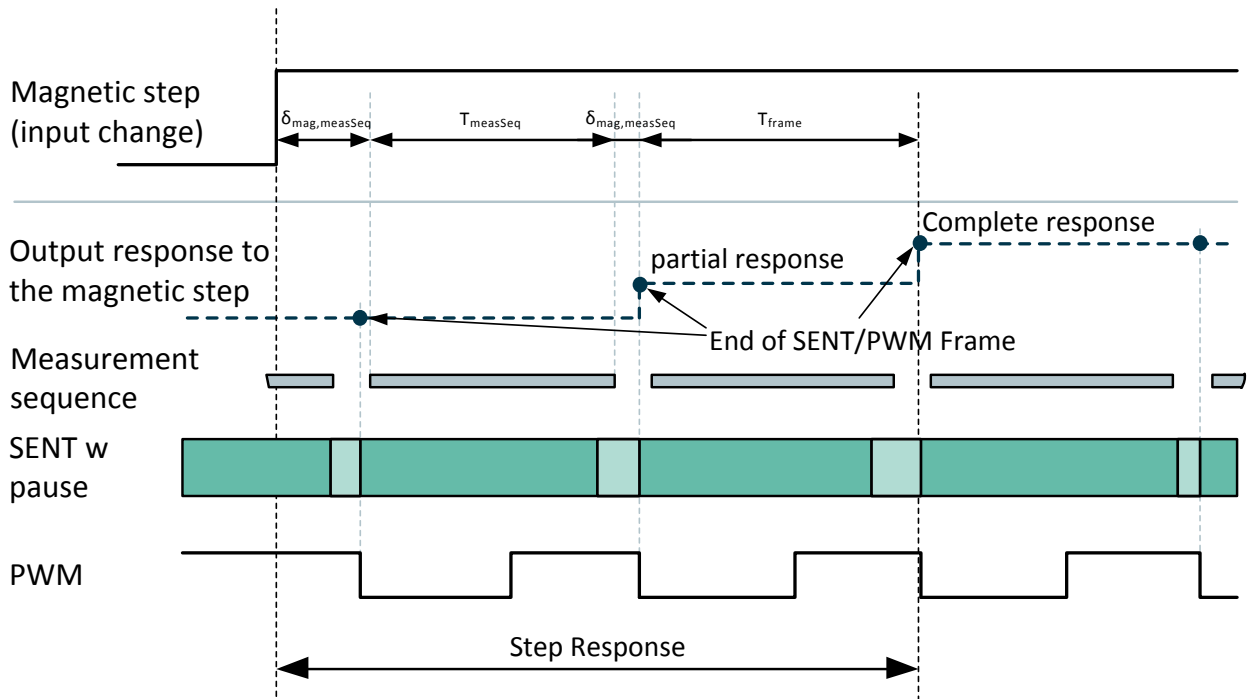 Magnetic step
(input change)
δmag,measSeq
TmeasSeq
δmag,measSeq
Tframe
Output response to
the magnetic step
partial response
Complete response
End of SENT/PWM Frame
Measurement
sequence
SENT w
pause
PWM
Step Response